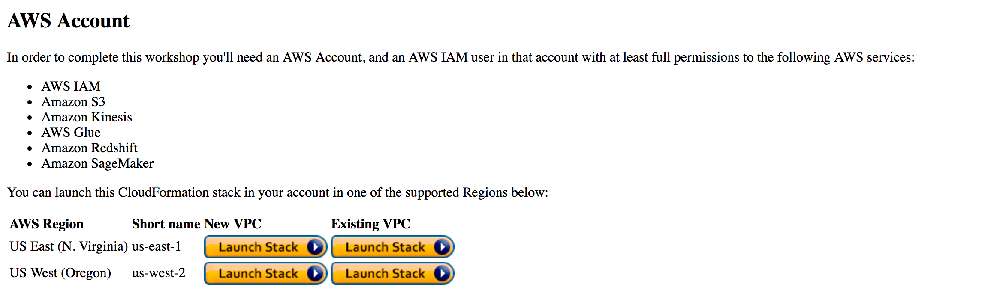 AWS Account
In order to complete this workshop you'll need an AWS Account, and an AWS IAM user in that account with at least full permissions to the following AWS services:
• AWS IAM
• Amazon S3
• Amazon Kinesis
• AWS Glue
• Amazon Redshift
• Amazon SageMaker
You can launch this CloudFormation stack in your account in one of the supported Regions below:
AWS Region Short name New VPC Existing VPC
US East (N. Virginia) us-east-1 Launch Stack Launch Stack
US West (Oregon) us-west-2 Launch Stack Launch Stack